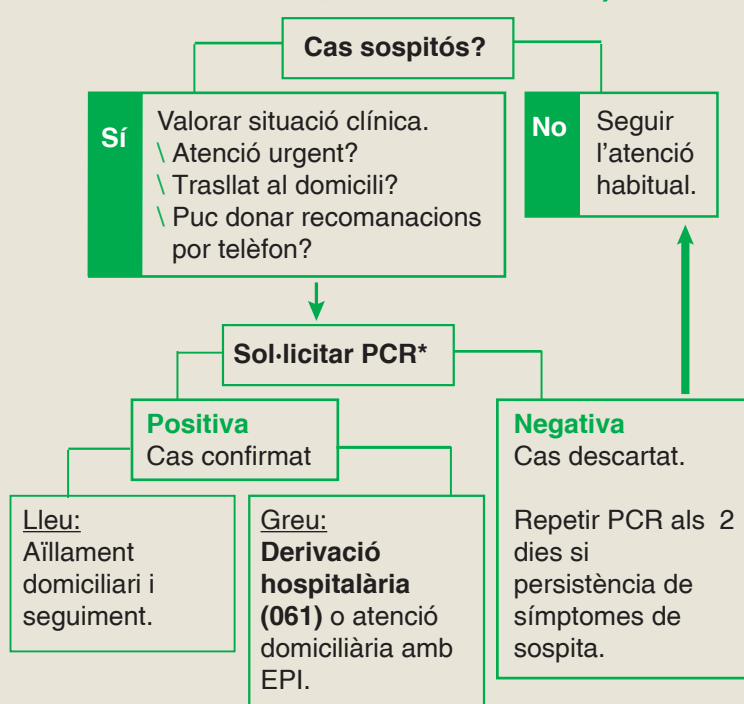 Cas sospitós?
Sí
Valorar situació clínica.
\ Atenció urgent?
\ Trasllat al domicili?
\ Puc donar recomanacions
por telèfon?
No
Seguir
l'atenció
habitual.
Sol·licitar PCR*
Positiva
Cas confirmat
Negativa
Cas descartat.
Repetir PCR als 2
dies si
persistència de
símptomes de
sospita.
Lleu:
Aïllament
domiciliari i
seguiment.
Greu:
Derivació
hospitalària
(061) o atenció
domiciliària amb
EPI.